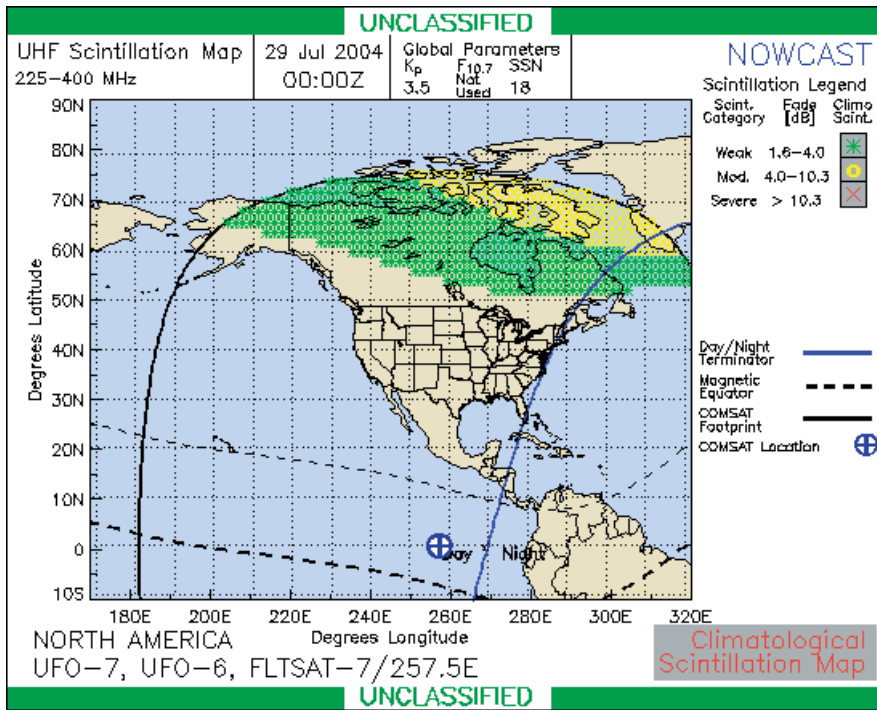 UNCLASSIFIED
UHF Scintillation Map
225-400 MHz
29 Jul 2004
00:00Z
Global Parameters
Kp F10.7 SSN
3.5 Not Used 18
NOWCAST
Scintillation Legend
Scint. Category Fade [dB] Climo Scint.
Weak 1.6-4.0
Mod. 4.0-10.3
Severe > 10.3
90N
80N
70N
60N
50N
40N
30N
20N
10N
0
10S
Degrees Latitude
Day Night
170E 180E 200E 220E 240E 260E 280E 300E 320E
Degrees Longitude
Day/Night Terminator
Magnetic Equator
COMSAT Footprint
COMSAT Location
NORTH AMERICA
UFO-7, UFO-6, FLTSAT-7/257.5E
Climatological
Scintillation Map
UNCLASSIFIED